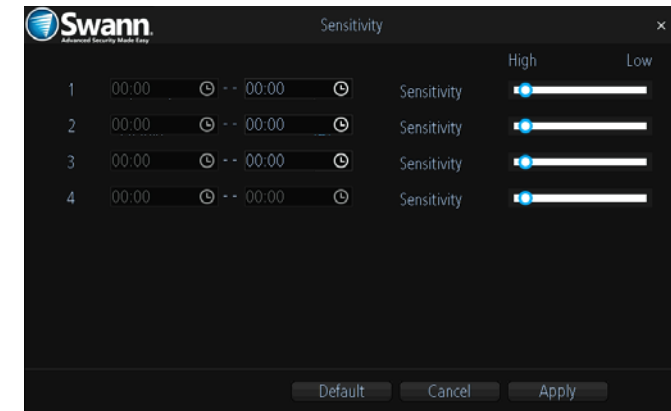 Swann.
Advanced Security Made Easy
Sensitivity ×
High Low
1 00:00 - - 00:00 Sensitivity
2 00:00 - - 00:00 Sensitivity
3 00:00 - - 00:00 Sensitivity
4 00:00 - - 00:00 Sensitivity
Default Cancel Apply